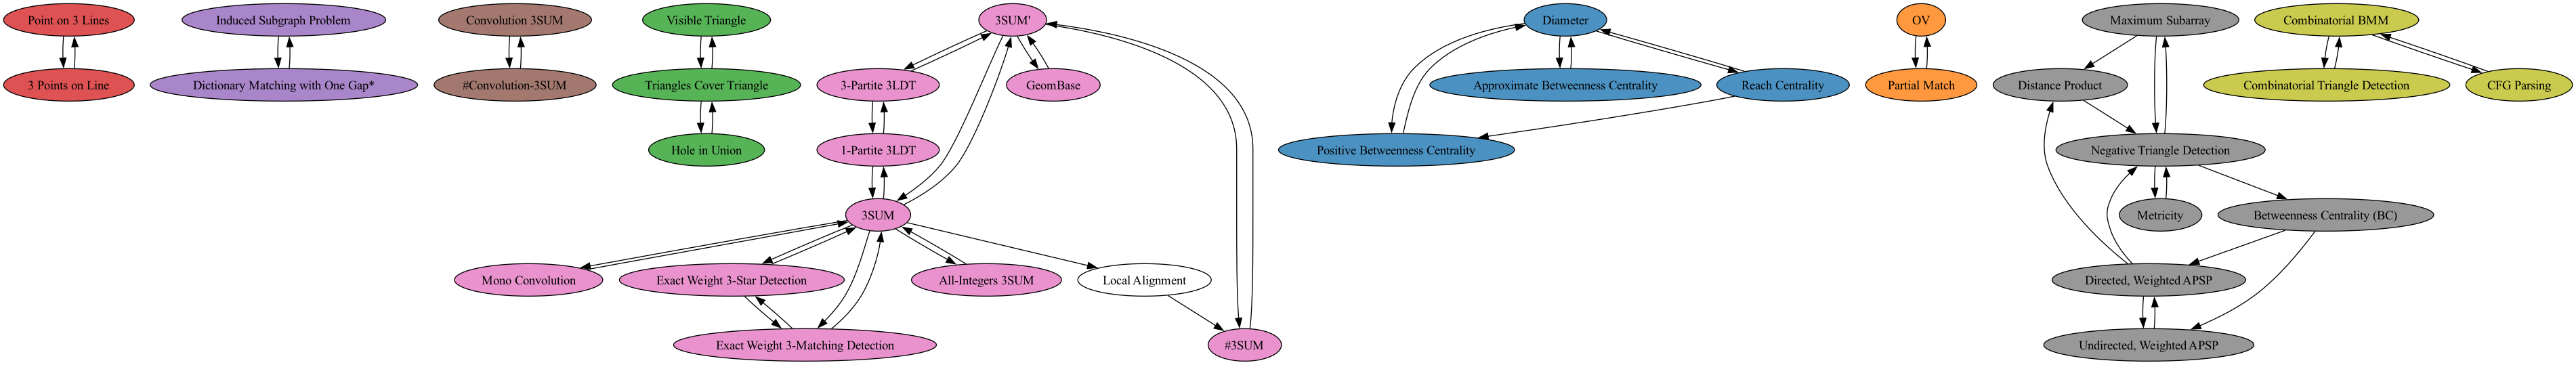 Point on 3 Lines
Induced Subgraph Problem
Convolution 3SUM
Visible Triangle
3SUM'
Diameter
OV
Maximum Subarray
Combinatorial BMM
3 Points on Line
Dictionary Matching with One Gap*
#Convolution-3SUM
Triangles Cover Triangle
3-Partite 3LDT
GeomBase
Approximate Betweenness Centrality
Reach Centrality
Partial Match
Distance Product
Combinatorial Triangle Detection
CFG Parsing
Hole in Union
1-Partite 3LDT
Positive Betweenness Centrality
Negative Triangle Detection
3SUM
Metricity
Betweenness Centrality (BC)
Mono Convolution
Exact Weight 3-Star Detection
All-Integers 3SUM
Local Alignment
Directed, Weighted APSP
Exact Weight 3-Matching Detection
#3SUM
Undirected, Weighted APSP